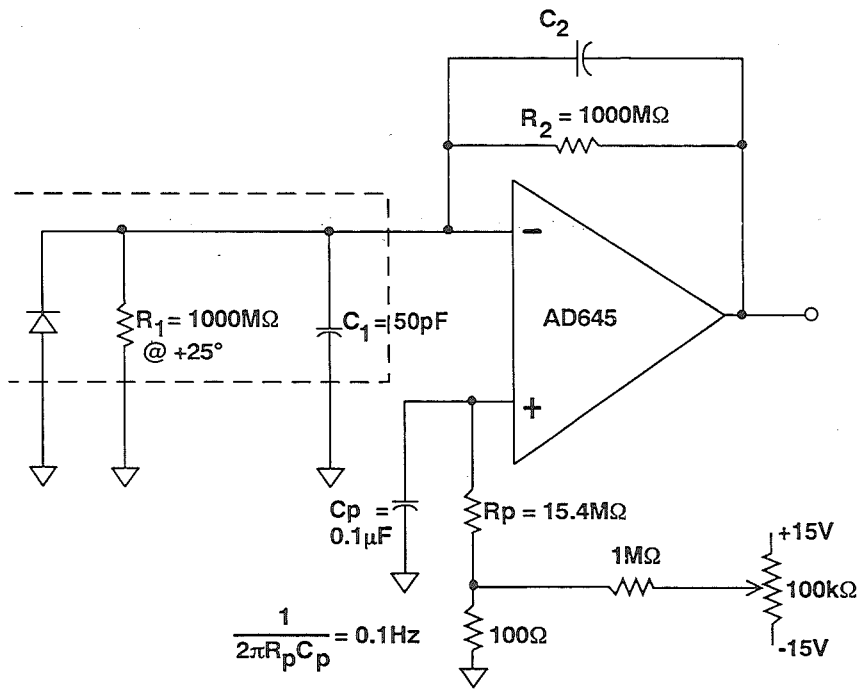 C2
R2 = 1000MΩ
R1 = 1000MΩ
@ +25°
C1 = 50pF
−
AD645
+
Cp =
0.1μF
Rp = 15.4MΩ
1MΩ
+15V
100kΩ
-15V
100Ω
1
2πRpCp
= 0.1Hz